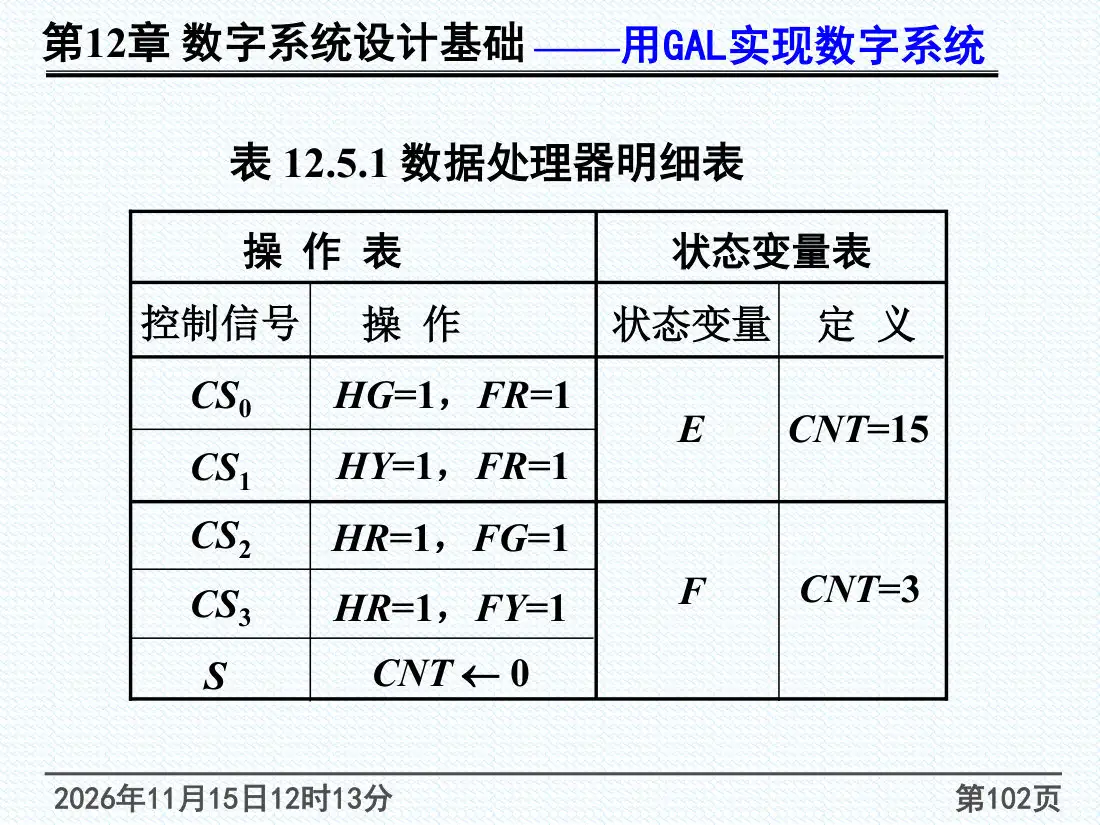 第12章 数字系统设计基础 ——用GAL实现数字系统
表 12.5.1 数据处理器明细表
操 作 表 状态变量表
控制信号 操 作 状态变量 定 义
CS0 HG=1，FR=1
E CNT=15
CS1 HY=1，FR=1
CS2 HR=1，FG=1
F CNT=3
CS3 HR=1，FY=1
S CNT ← 0
2026年11月15日12时13分 第102页